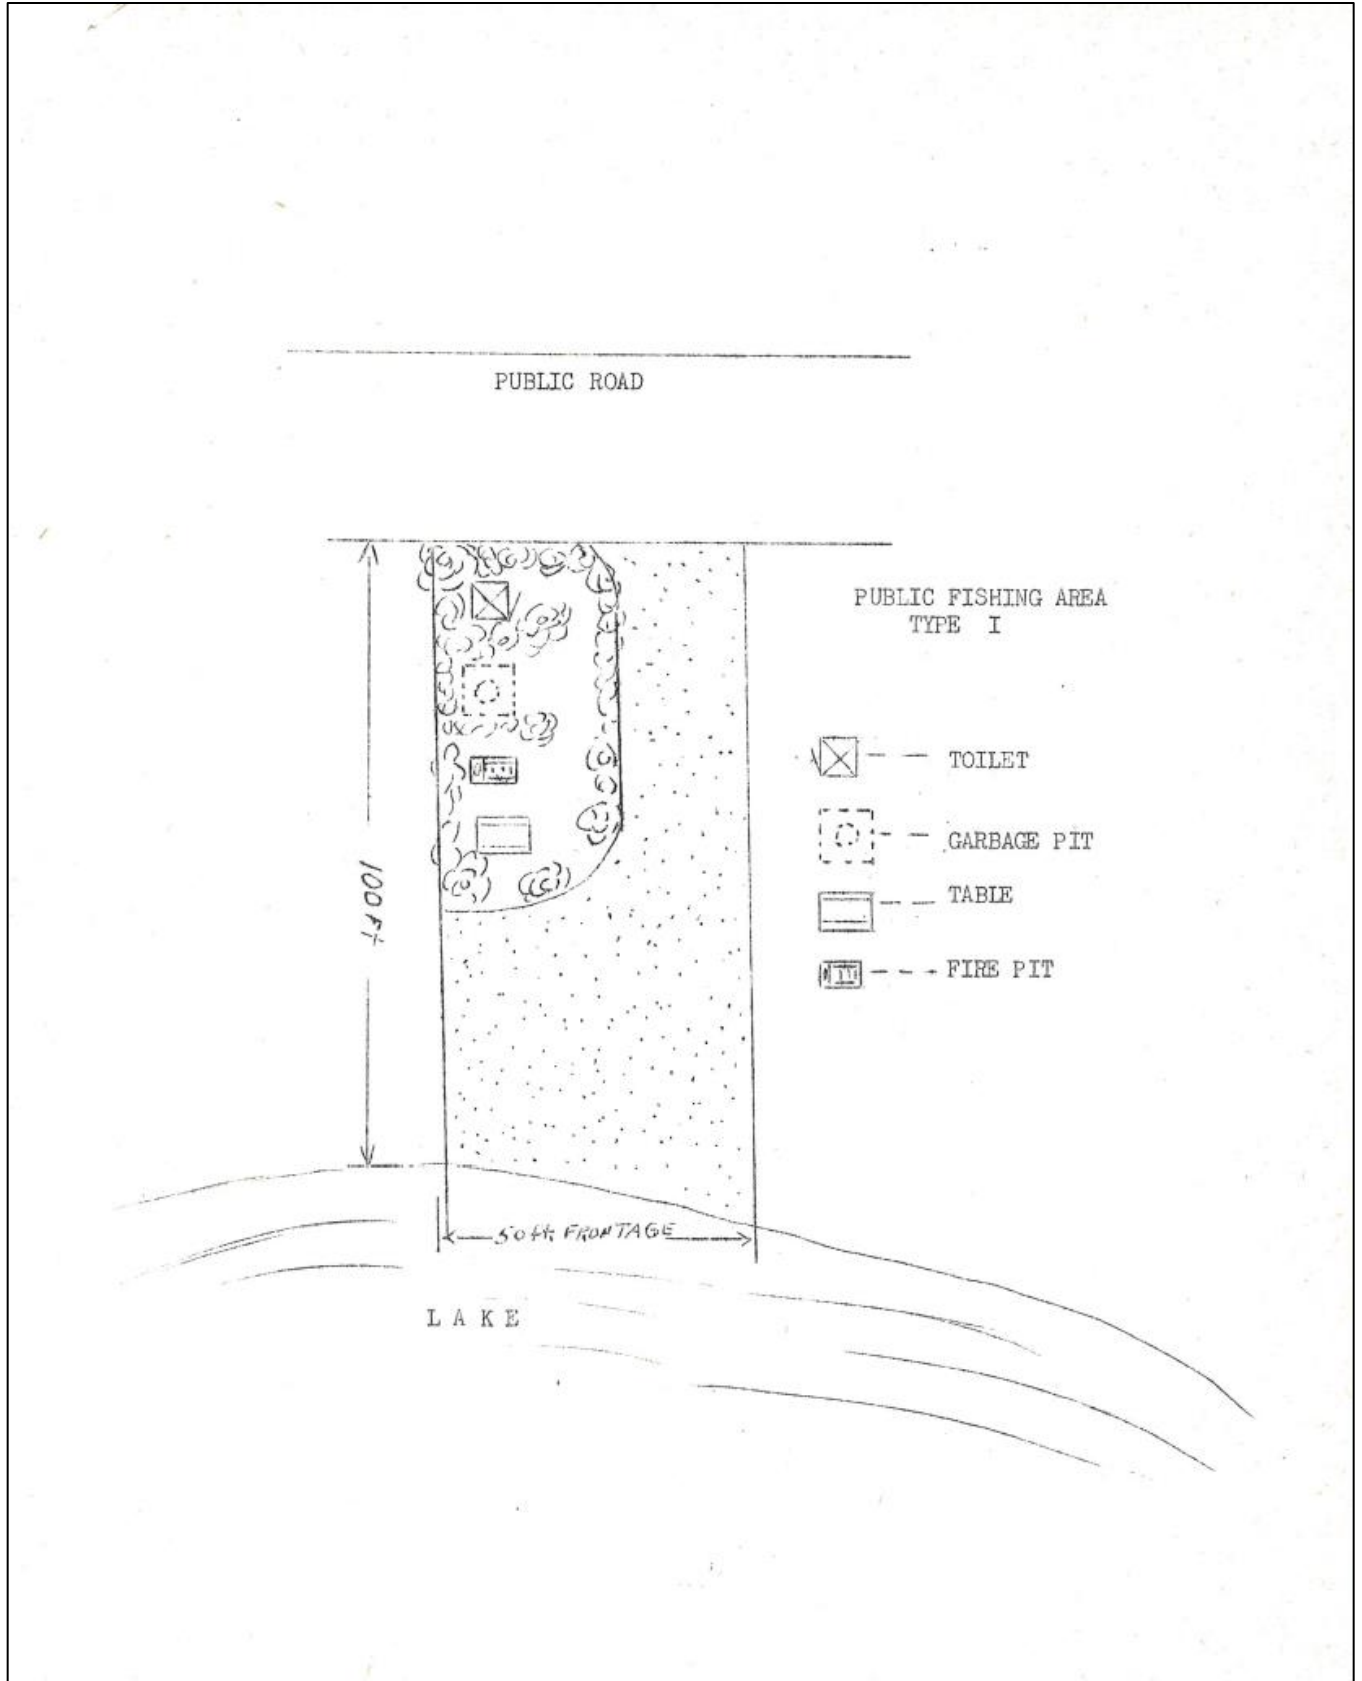 PUBLIC ROAD
PUBLIC FISHING AREA
TYPE I
TOILET
GARBAGE PIT
TABLE
FIRE PIT
100 Ft
50 ft. FRONTAGE
LAKE